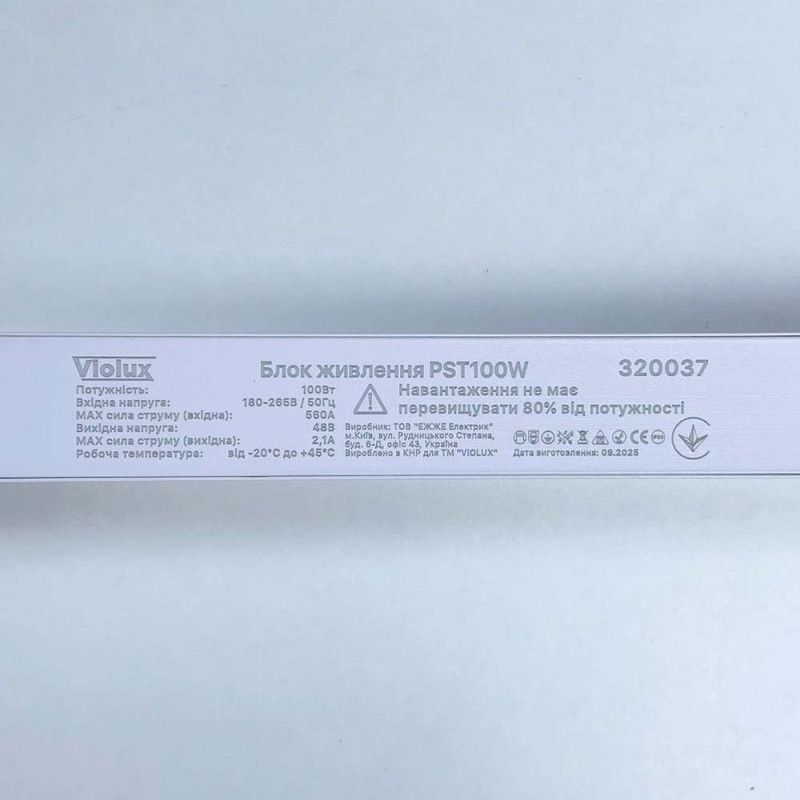 Violux
Блок живлення PST100W
320037
Потужність: 100Вт
Вхідна напруга: 180-265В / 50Гц
MAX сила струму (вхідна): 560А
Вихідна напруга: 48В
MAX сила струму (вихідна): 2,1А
Робоча температура: від -20°C до +45°C
Навантаження не має
перевищувати 80% від потужності
Виробник: ТОВ "ЕЖЖЕ Електрик"
м.Київ, вул. Рудницького Степана,
буд. 6-Д, офіс 43, Україна
Вироблено в КНР для ТМ "VIOLUX"
CE
Дата виготовлення: 08.2025